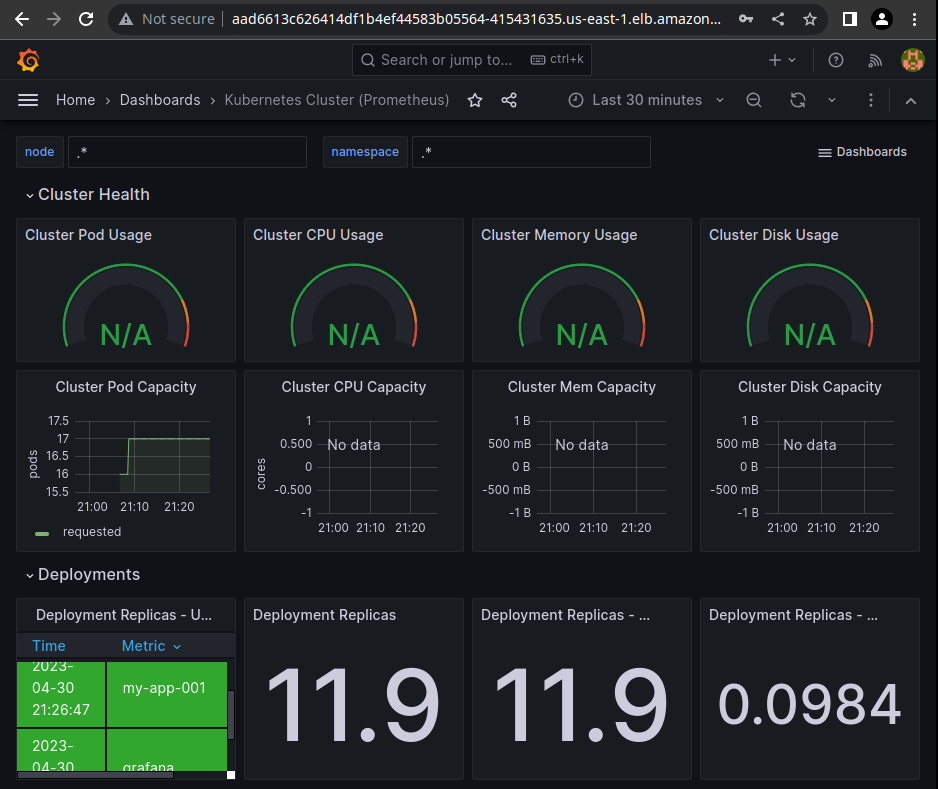 Not secure aad6613c626414df1b4ef44583b05564-415431635.us-east-1.elb.amazon...
Search or jump to... ctrl+k
Home › Dashboards › Kubernetes Cluster (Prometheus) Last 30 minutes
node .* namespace .* Dashboards
Cluster Health
Cluster Pod Usage
N/A
Cluster CPU Usage
N/A
Cluster Memory Usage
N/A
Cluster Disk Usage
N/A
Cluster Pod Capacity
pods
17.5
17
16.5
16
15.5
21:00 21:10 21:20
requested
Cluster CPU Capacity
cores
1
0.500
0
-0.500
-1
No data
21:00 21:10 21:20
Cluster Mem Capacity
1 B
500 mB
0 B
-500 mB
-1 B
No data
21:00 21:10 21:20
Cluster Disk Capacity
1 B
500 mB
0 B
-500 mB
-1 B
No data
21:00 21:10 21:20
Deployments
Deployment Replicas - U...
Time Metric
2023-04-30 21:26:47 my-app-001
2023-04-30 grafana
Deployment Replicas
11.9
Deployment Replicas - ...
11.9
Deployment Replicas - ...
0.0984